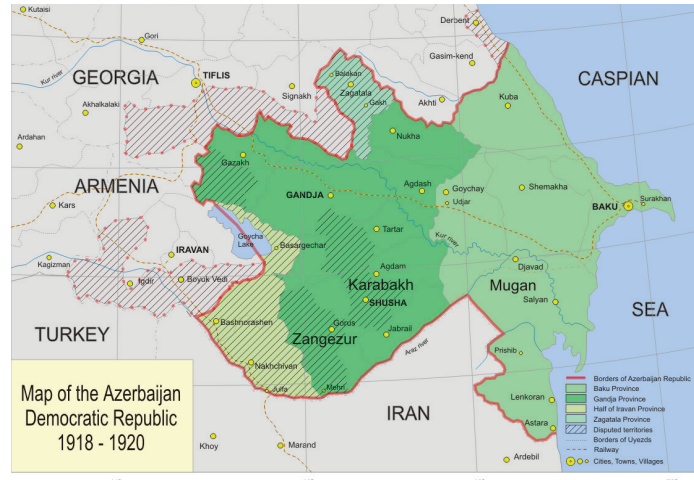 Kutaisi
Gori
Derbent
Gasim-kend
Kur river
GEORGIA
TIFLIS
Balakan
Zagatala
Signakh
Gakh
Akhti
Kuba
CASPIAN
Akhalkalaki
Ardahan
Nukha
Gazakh
ARMENIA
GANDJA
Agdash
Goychay
Udjar
Shemakha
Surakhan
BAKU
Kars
Tartar
Kur river
Goycha
Lake
IRAVAN
Basargechar
Kagizman
Igdir
Boyuk Vedi
Agdam
Karabakh
SHUSHA
Djavad
Mugan
Salyan
SEA
TURKEY
Bashnorashen
Gorus
Zangezur
Jabrail
Araz river
Prishib
Nakhchivan
Julfa
Mehri
Lenkoran
Astara
IRAN
Khoy
Marand
Ardebil
Map of the Azerbaijan
Democratic Republic
1918 - 1920
Borders of Azerbaijan Republic
Baku Province
Gandja Province
Half of Iravan Province
Zagatala Province
Disputed territories
Borders of Uyezds
Railway
Cities, Towns, Villages